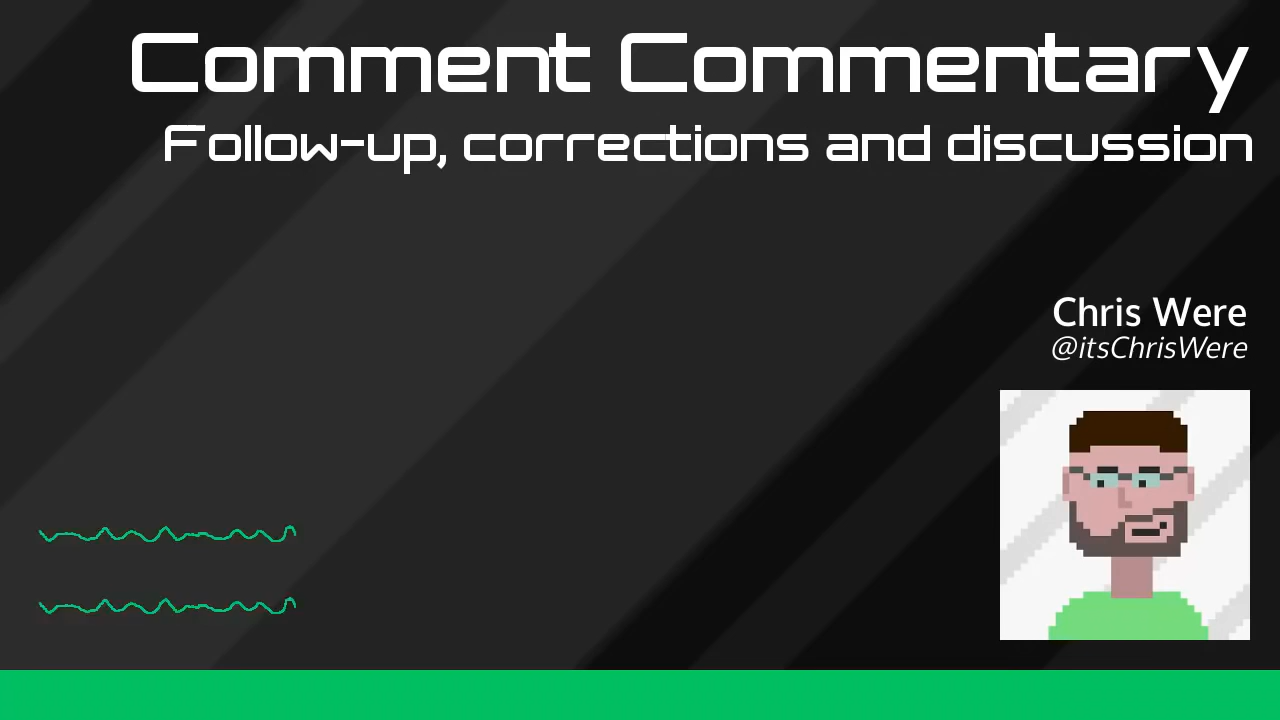 Comment Commentary
Follow-up, corrections and discussion
Chris Were
@itsChrisWere